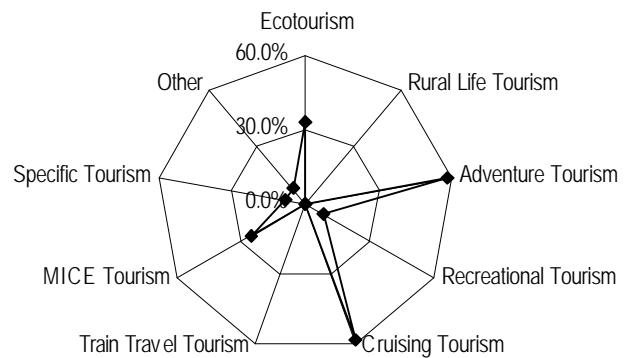 Ecotourism
60.0%
Other
Rural Life Tourism
30.0%
Specific Tourism
Adventure Tourism
0.0%
MICE Tourism
Recreational Tourism
Train Travel Tourism
Cruising Tourism